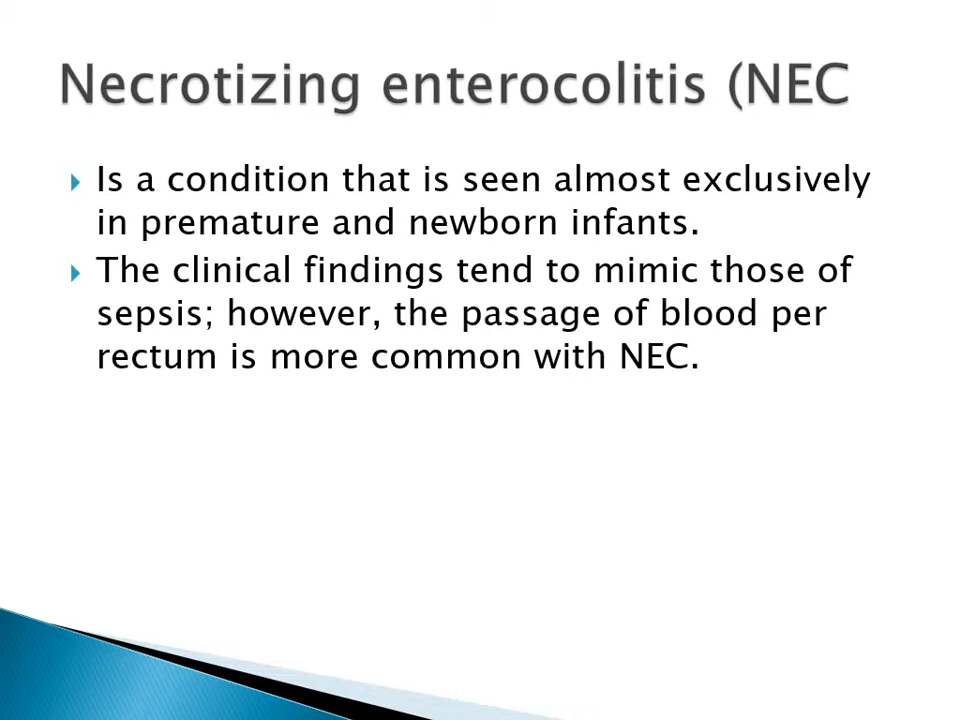 Necrotizing enterocolitis (NEC
Is a condition that is seen almost exclusively
in premature and newborn infants.
The clinical findings tend to mimic those of
sepsis; however, the passage of blood per
rectum is more common with NEC.